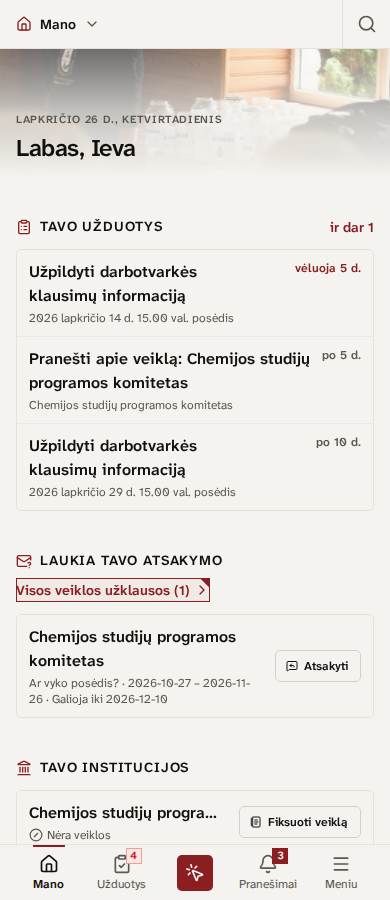 Mano
LAPKRIČIO 26 D., KETVIRTADIENIS
Labas, Ieva
TAVO UŽDUOTYS
ir dar 1
Užpildyti darbotvarkės
klausimų informaciją
vėluoja 5 d.
2026 lapkričio 14 d. 15.00 val. posėdis
Pranešti apie veiklą: Chemijos studijų
programos komitetas
po 5 d.
Chemijos studijų programos komitetas
Užpildyti darbotvarkės
klausimų informaciją
po 10 d.
2026 lapkričio 29 d. 15.00 val. posėdis
LAUKIA TAVO ATSAKYMO
Visos veiklos užklausos (1)
Chemijos studijų programos
komitetas
Ar vyko posėdis? · 2026-10-27 – 2026-11-
26 · Galioja iki 2026-12-10
Atsakyti
TAVO INSTITUCIJOS
Chemijos studijų progra...
Nėra veiklos
Fiksuoti veiklą
Mano
4
Užduotys
3
Pranešimai
Meniu